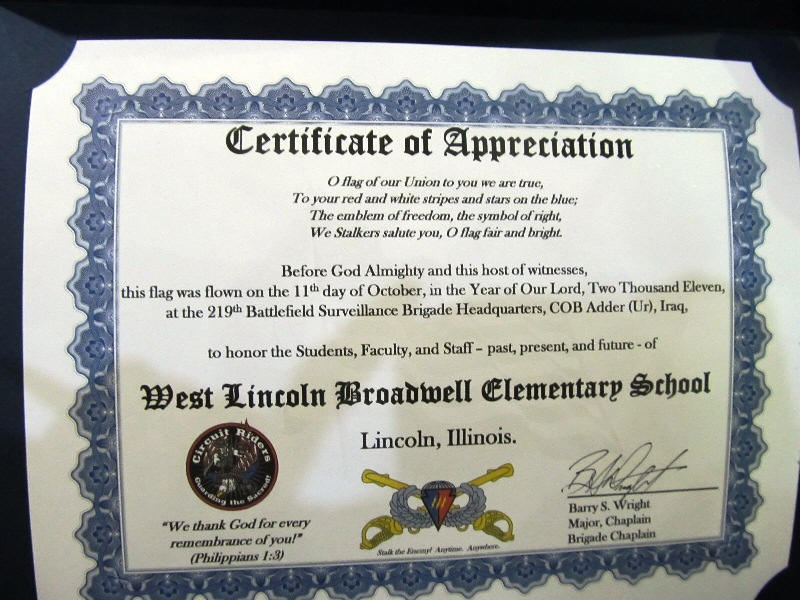 Certificate of Appreciation
O flag of our Union to you we are true,
To your red and white stripes and stars on the blue;
The emblem of freedom, the symbol of right,
We Stalkers salute you, O flag fair and bright.
Before God Almighty and this host of witnesses,
this flag was flown on the 11th day of October, in the Year of Our Lord, Two Thousand Eleven,
at the 219th Battlefield Surveillance Brigade Headquarters, COB Adder (Ur), Iraq,
to honor the Students, Faculty, and Staff – past, present, and future - of
West Lincoln Broadwell Elementary School
Lincoln, Illinois.
Circuit Riders
Guarding the Sacred!
"We thank God for every
remembrance of you!"
(Philippians 1:3)
Stalk the Enemy! Anytime. Anywhere.
Barry S. Wright
Major, Chaplain
Brigade Chaplain